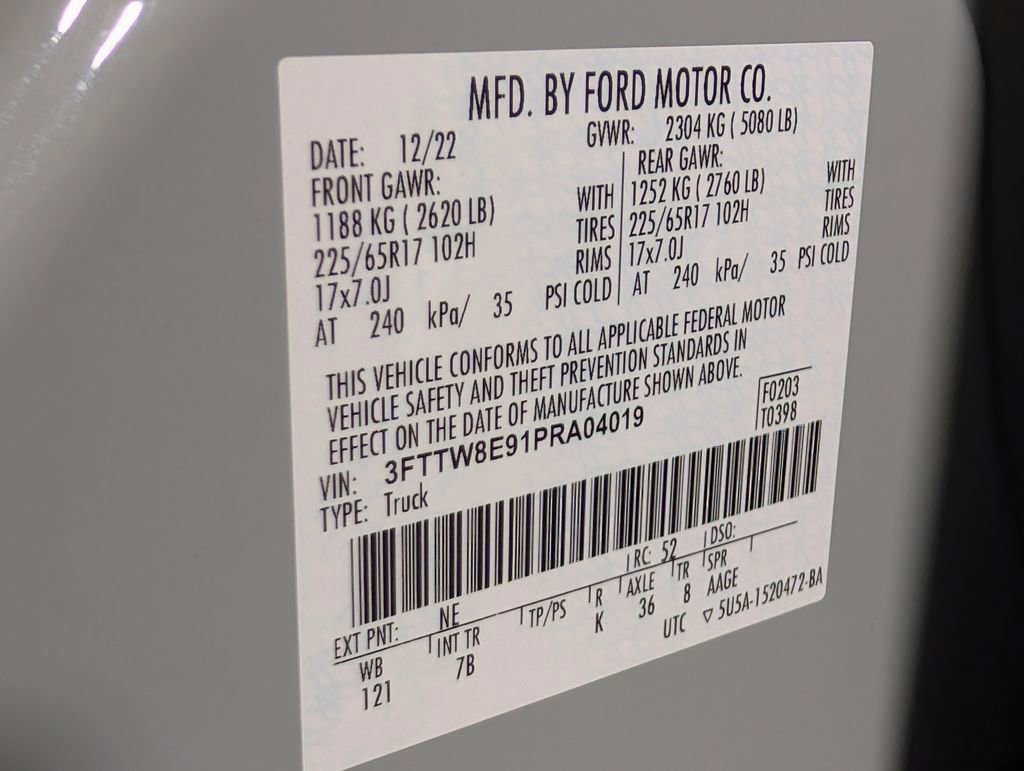 MFD. BY FORD MOTOR CO.
DATE: 12/22 GVWR: 2304 KG ( 5080 LB)
FRONT GAWR: REAR GAWR:
1188 KG ( 2620 LB) WITH 1252 KG ( 2760 LB) WITH
225/65R17 102H TIRES 225/65R17 102H TIRES
17x7.0J RIMS 17x7.0J RIMS
AT 240 kPa/ 35 PSI COLD AT 240 kPa/ 35 PSI COLD
THIS VEHICLE CONFORMS TO ALL APPLICABLE FEDERAL MOTOR
VEHICLE SAFETY AND THEFT PREVENTION STANDARDS IN
EFFECT ON THE DATE OF MANUFACTURE SHOWN ABOVE.
F0203
VIN: 3FTTW8E91PRA04019 T0398
TYPE: Truck
EXT PNT: NE RC: 52 DSO:
WB INT TR TP/PS R AXLE TR SPR
121 7B K 36 8 AAGE
UTC ▽ 5U5A-1520472-BA